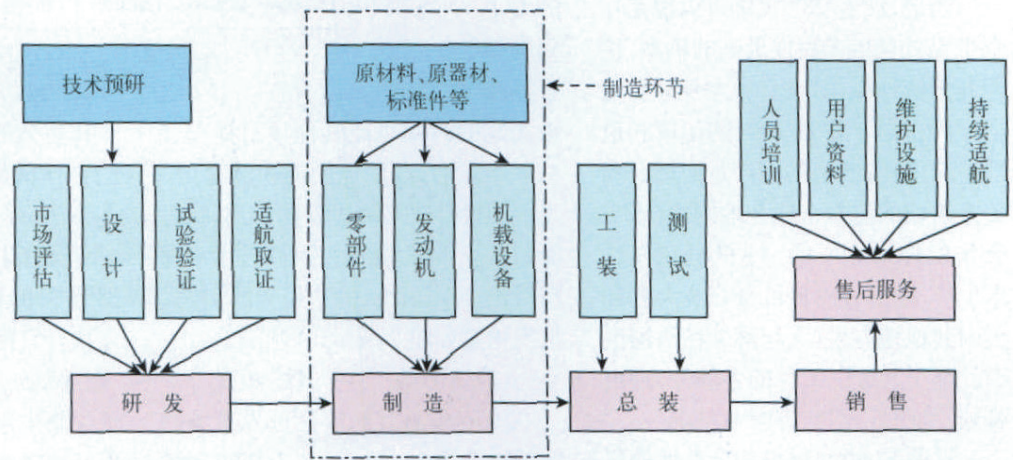 技术预研
原材料、原器材、
标准件等
制造环节
人员培训
用户资料
维护设施
持续适航
市场评估
设计
试验验证
适航取证
零部件
发动机
机载设备
工装
测试
售后服务
研发
制造
总装
销售